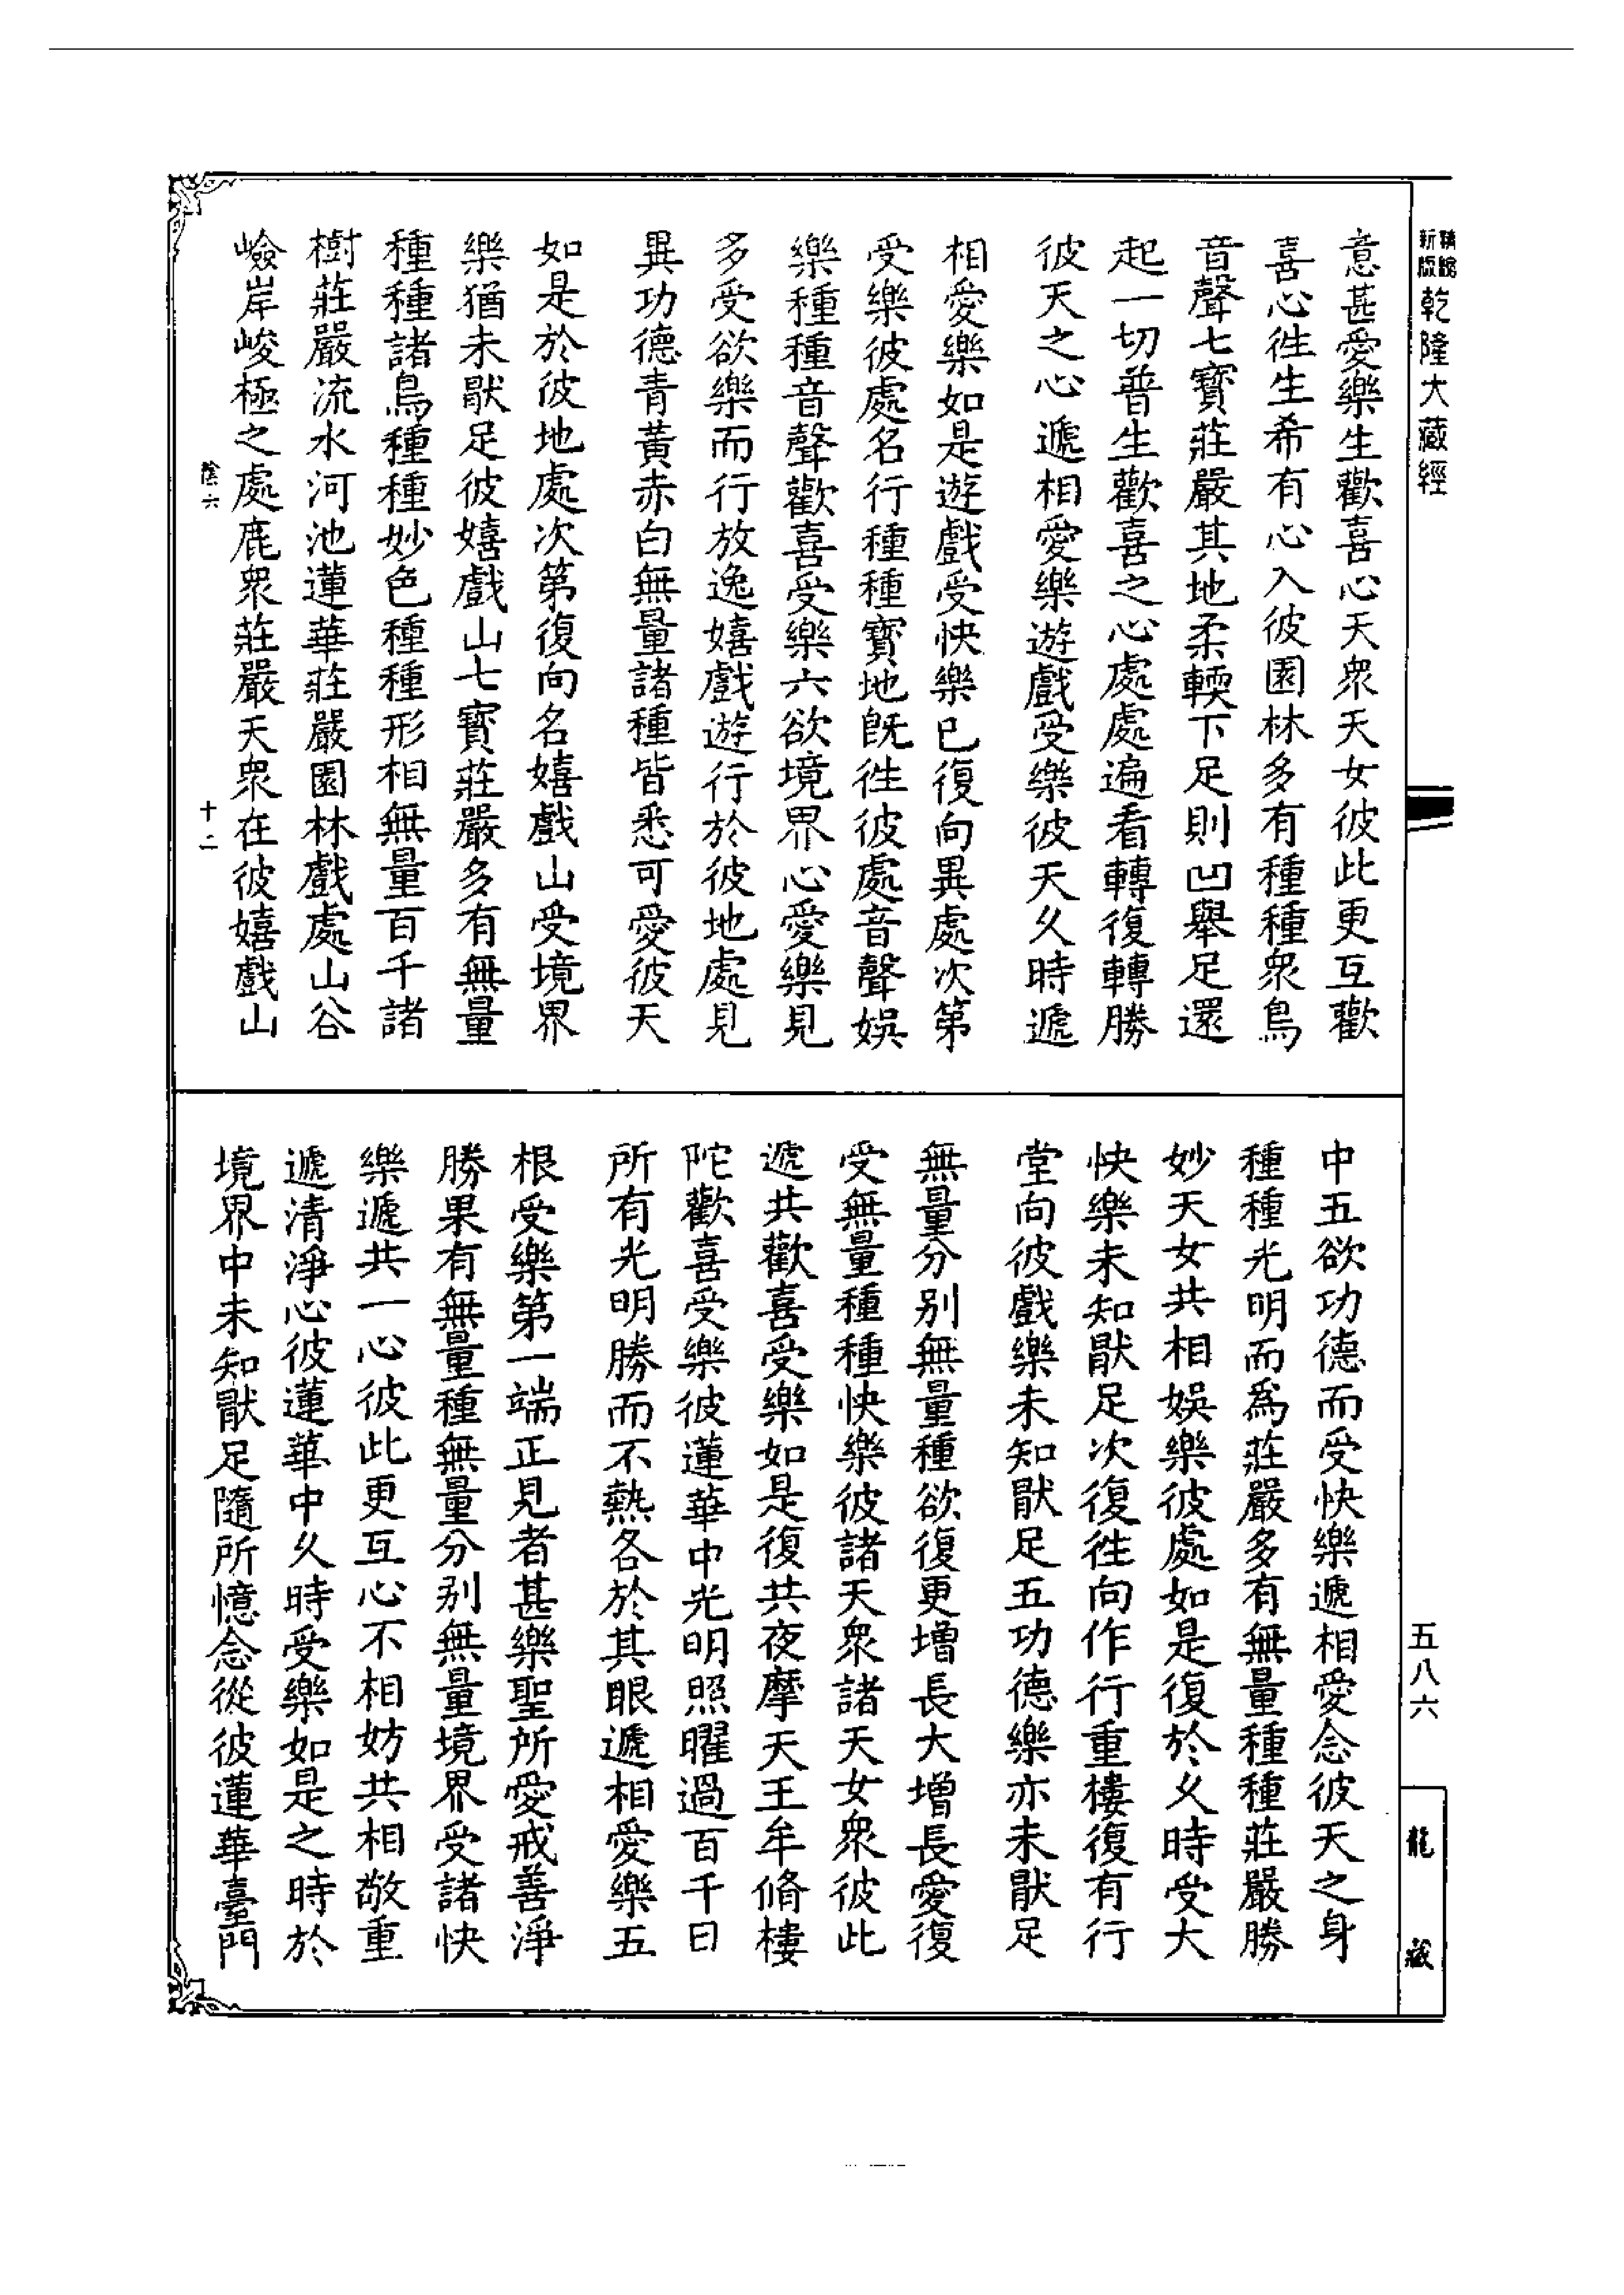 新版
乾隆大藏經
意甚愛樂生歡喜心天衆天女彼此更互歡
喜心徃生希有心入彼園林多有種種衆鳥
音聲七寶莊嚴其地柔輭下足則凹舉足還
起一切普生歡喜之心處處遍看轉復轉勝
彼天之心遞相愛樂遊戲受樂彼天久時遞
相愛樂如是遊戲受快樂已復向異處次第
受樂彼處名行種種寶地旣徃彼處音聲娛
樂種種音聲歡喜受樂六欲境界心愛樂見
多受欲樂而行放逸嬉戲遊行於彼地處見
異功德青黃赤白無量諸種皆悉可愛彼天
如是於彼地處次第復向名嬉戲山受境界
樂猶未猒足彼嬉戲山七寶莊嚴多有無量
種種諸鳥種種妙色種種形相無量百千諸
樹莊嚴流水河池蓮華莊嚴園林戲處山谷
嶮岸峻極之處鹿衆莊嚴天衆在彼嬉戲山
陰六
十二
中五欲功德而受快樂遞相愛念彼天之身
種種光明而爲莊嚴多有無量種種莊嚴勝
妙天女共相娛樂彼處如是復於久時受大
快樂未知猒足次復徃向作行重樓復有行
堂向彼戲樂未知猒足五功德樂亦未猒足
無量分别無量種欲復更增長大增長愛復
受無量種種快樂彼諸天衆諸天女衆彼此
遞共歡喜受樂如是復共夜摩天王牟脩樓
陀歡喜受樂彼蓮華中光明照曜過百千日
所有光明勝而不熱各於其眼遞相愛樂五
根受樂第一端正見者甚樂聖所愛戒善淨
勝果有無量種無量分别無量境界受諸快
樂遞共一心彼此更互心不相妨共相敬重
遞清淨心彼蓮華中久時受樂如是之時於
境界中未知猒足隨所憶念從彼蓮華臺門
五八六
龍藏